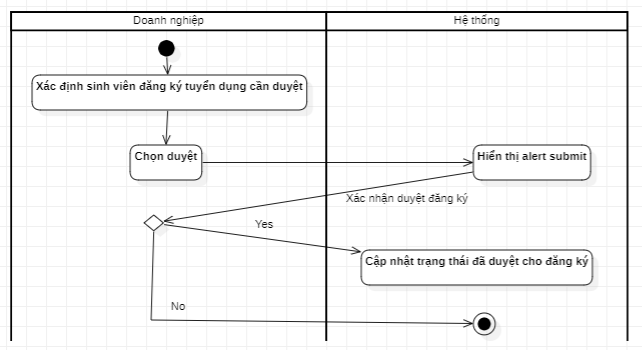 Doanh nghiệp
Hệ thống
Xác định sinh viên đăng ký tuyển dụng cần duyệt
Chọn duyệt
Hiển thị alert submit
Xác nhận duyệt đăng ký
Yes
Cập nhật trạng thái đã duyệt cho đăng ký
No